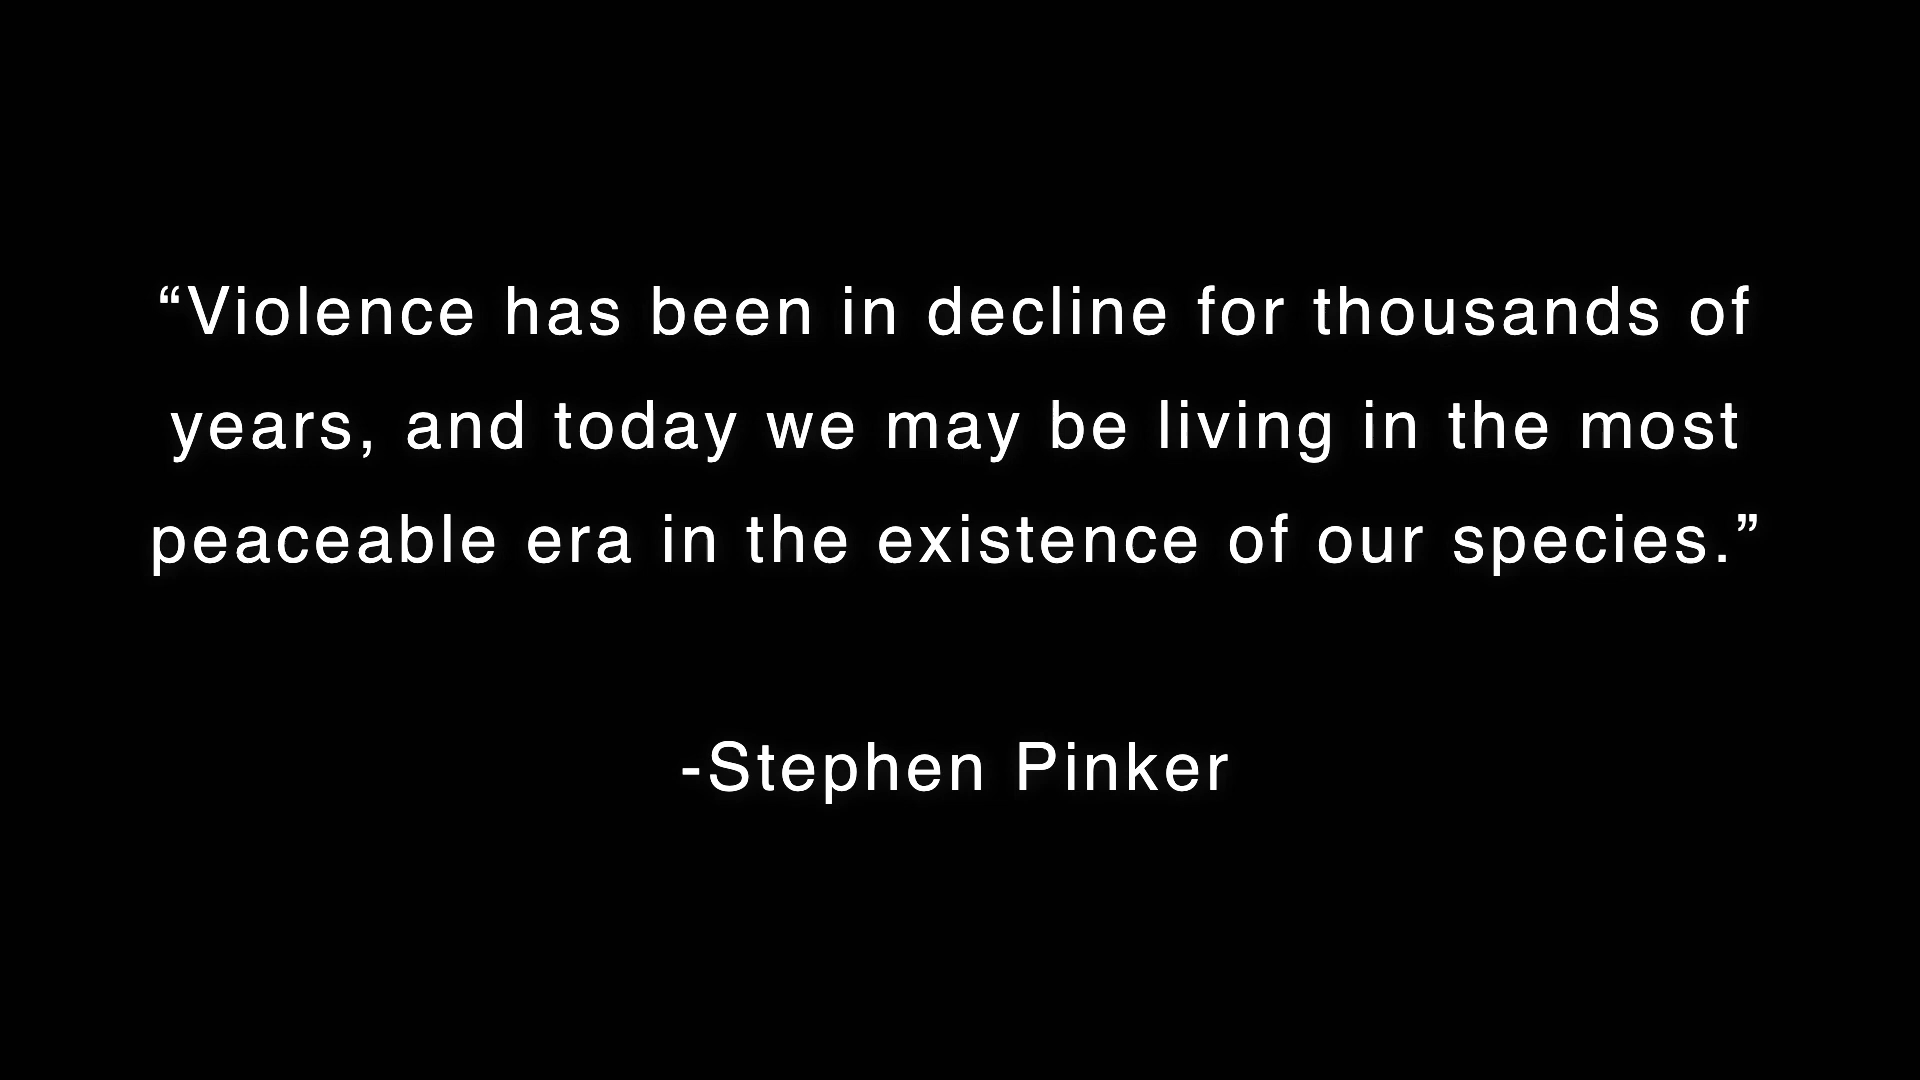 “Violence has been in decline for thousands of
years, and today we may be living in the most
peaceable era in the existence of our species.”
-Stephen Pinker